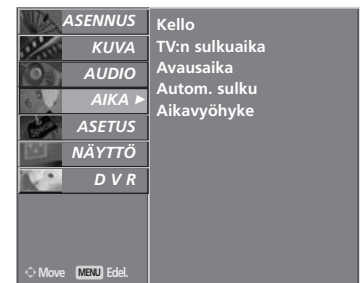 ASENNUS
KUVA
AUDIO
AIKA ►
ASETUS
NÄYTTÖ
D V R
Kello
TV:n sulkuaika
Avausaika
Autom. sulku
Aikavyöhyke
Move MENU Edel.